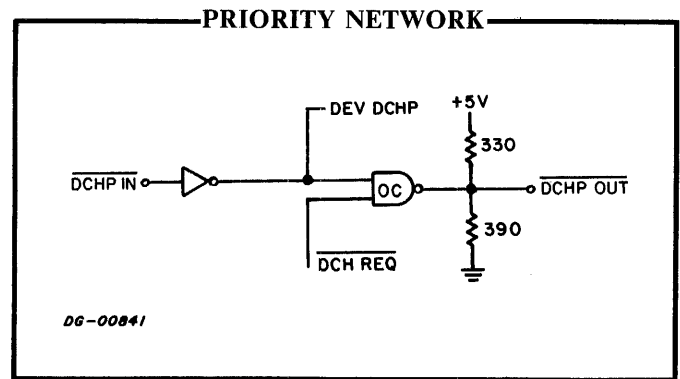 PRIORITY NETWORK
DEV DCHP
+5V
330
DCHP IN
OC
DCHP OUT
390
DCH REQ
DG-00841